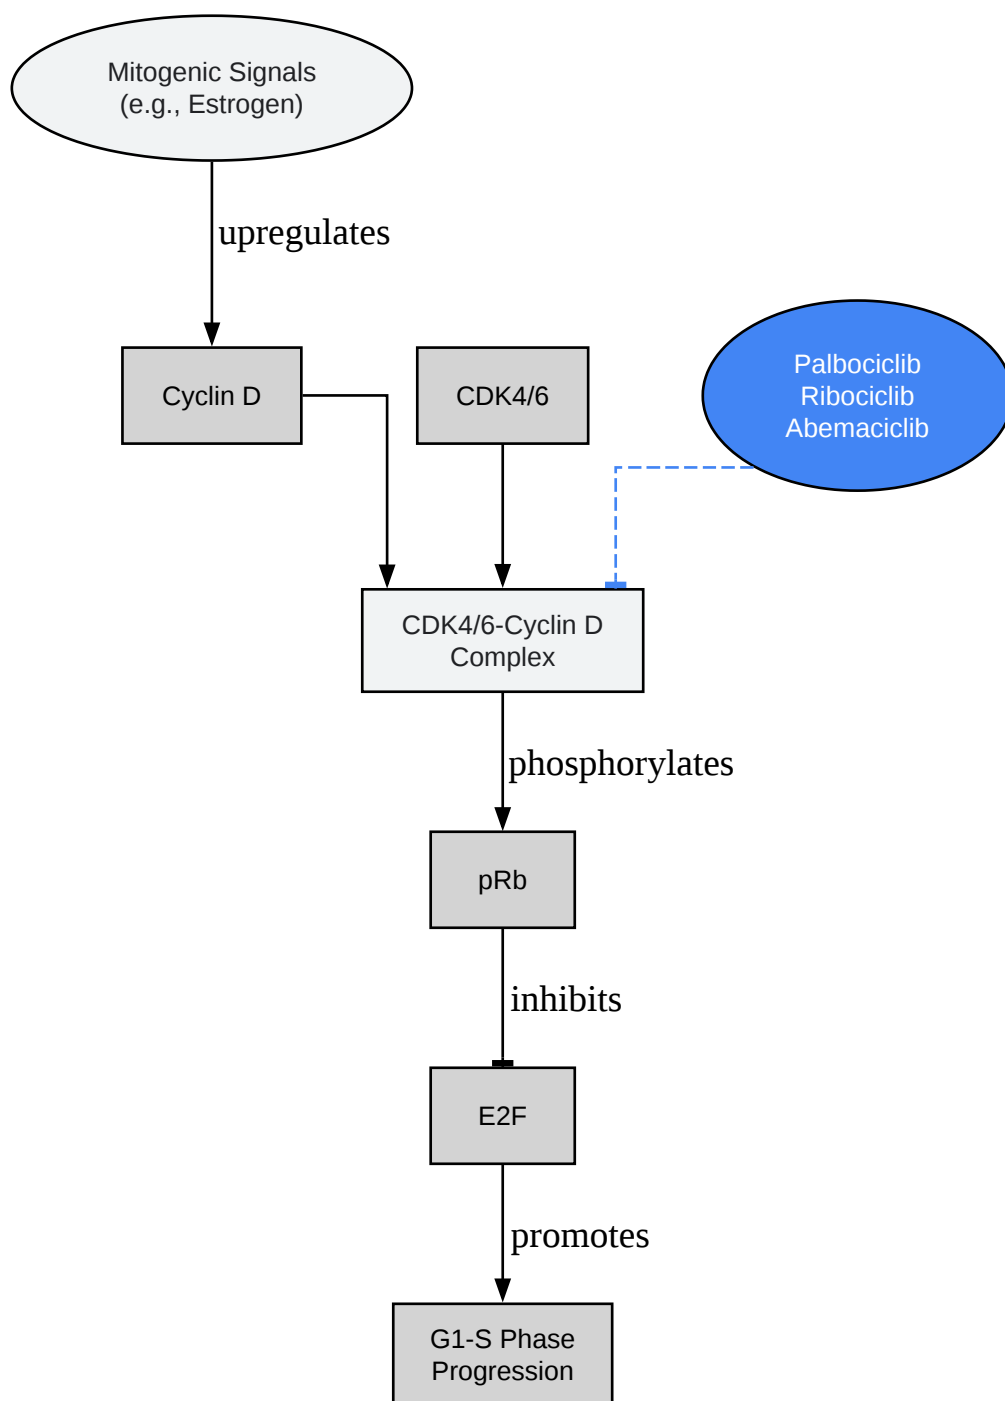 Mitogenic Signals
(e.g., Estrogen)
upregulates
Cyclin D
CDK4/6
Palbociclib
Ribociclib
Abemaciclib
CDK4/6-Cyclin D
Complex
phosphorylates
pRb
inhibits
E2F
promotes
G1-S Phase
Progression